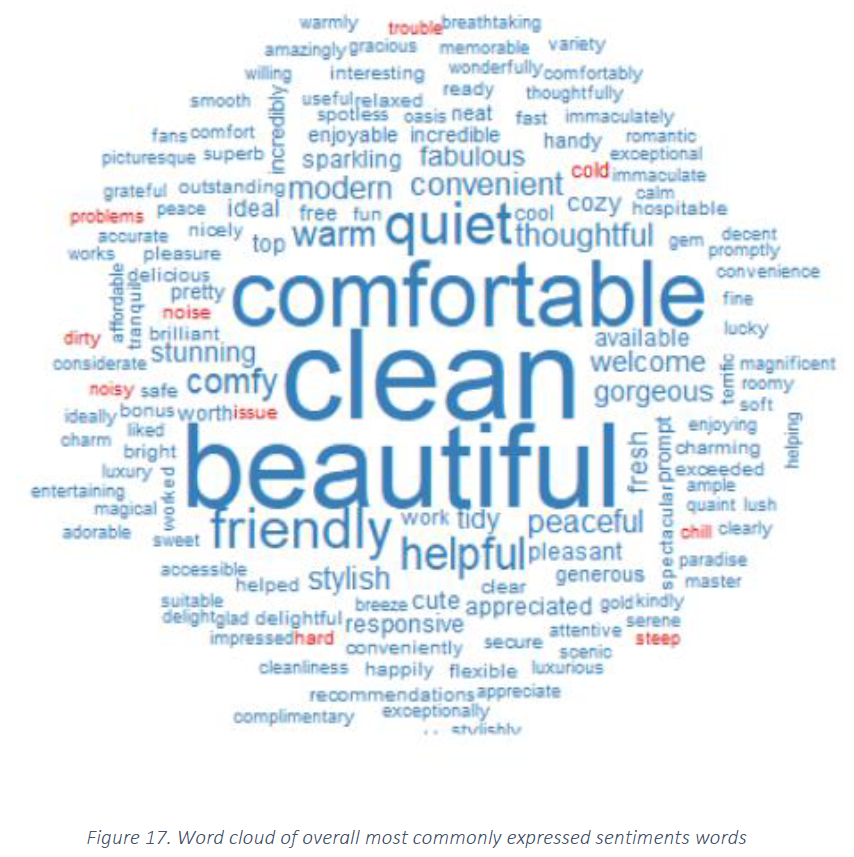 warmly trouble breathtaking
amazingly gracious memorable variety
willing interesting wonderfully comfortably
smooth incredibly useful relaxed ready thoughtfully
spotless oasis neat fast immaculately
fans comfort enjoyable incredible handy romantic
picturesque superb sparkling fabulous cold exceptional
grateful outstanding modern convenient immaculate
calm
problems peace ideal free fun quiet cool cozy hospitable
accurate nicely top warm thoughtful gem decent
works pleasure promptly
affordable tranquil delicious comfortable convenience
pretty fine
noise
dirty brilliant available lucky
considerate stunning clean welcome terrific magnificent
noisy safe comfy gorgeous roomy
soft
ideally bonus worth issue
charm liked beautiful fresh prompt enjoying helping
bright charming
luxury exceeded
entertaining worked ample
magical quaint lush
adorable sweet friendly work tidy peaceful spectacular chill clearly
helpful pleasant paradise
accessible helped stylish clear generous master
suitable breeze cute appreciated gold kindly
delight glad delightful responsive attentive serene
impressed hard conveniently secure scenic steep
cleanliness happily flexible luxurious
recommendations appreciate
complimentary exceptionally
stylishly
Figure 17. Word cloud of overall most commonly expressed sentiments words